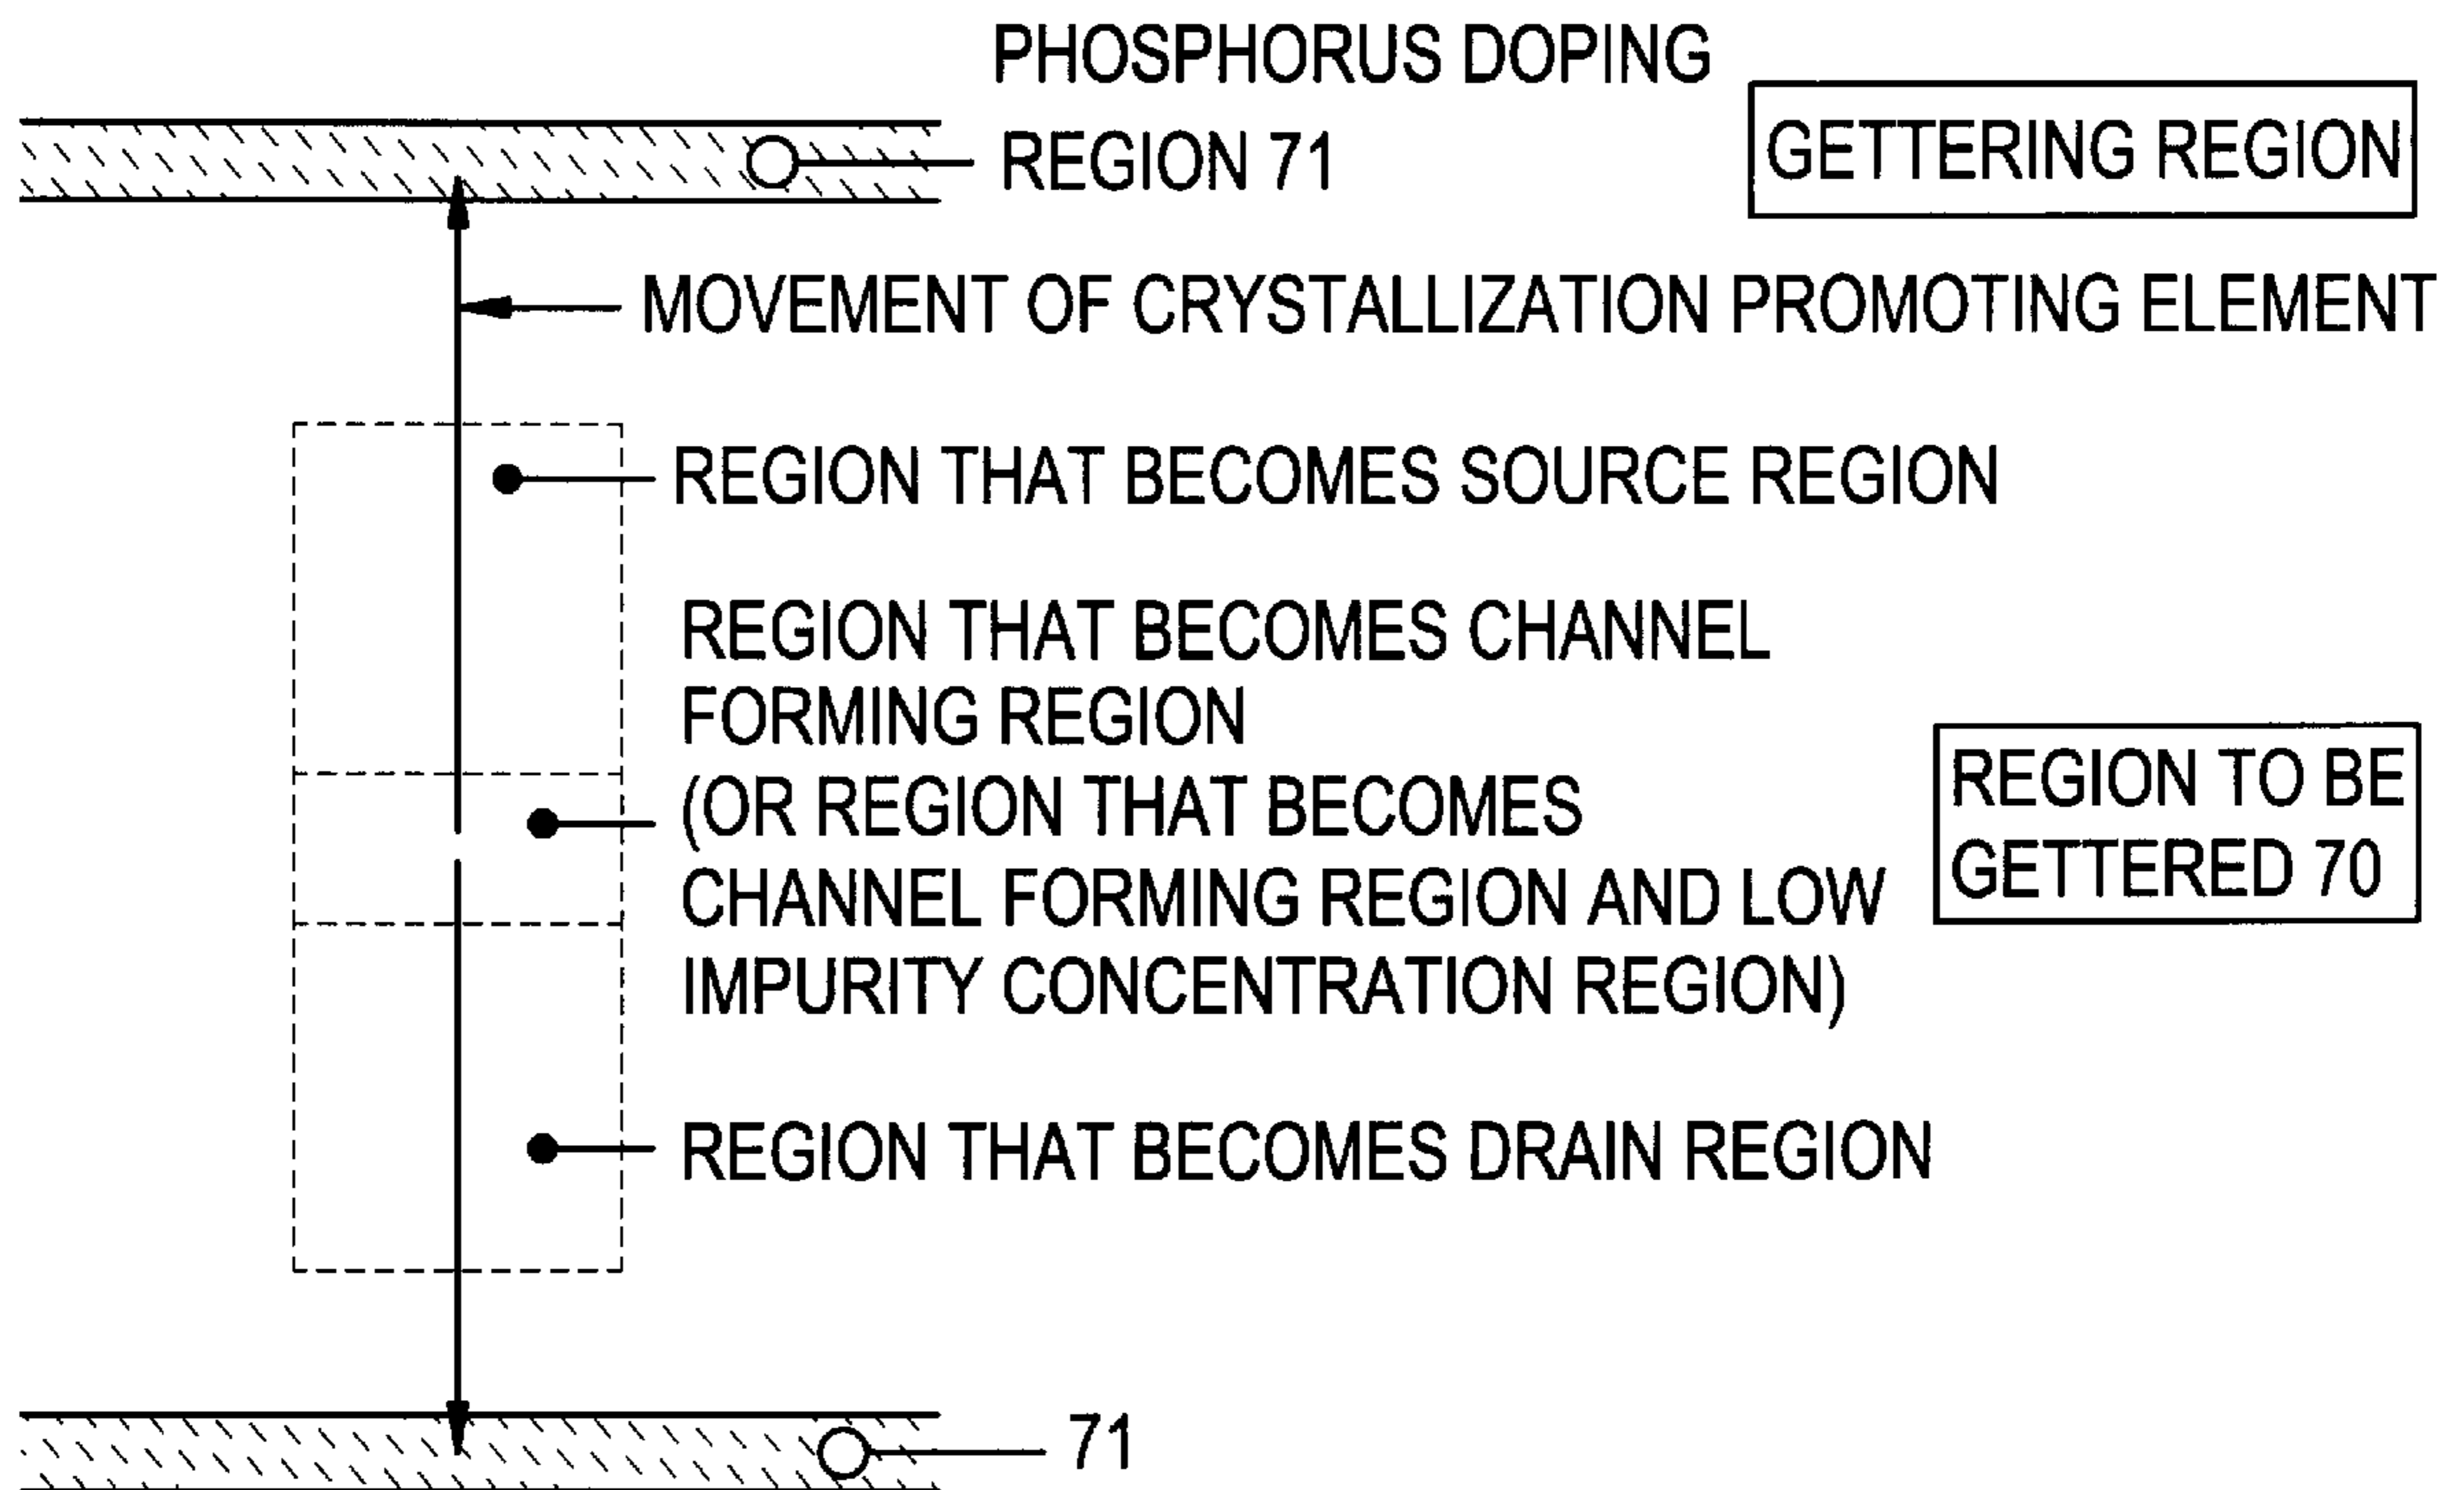 PHOSPHORUS DOPING
REGION 71
GETTERING REGION
MOVEMENT OF CRYSTALLIZATION PROMOTING ELEMENT
REGION THAT BECOMES SOURCE REGION
REGION THAT BECOMES CHANNEL
FORMING REGION
(OR REGION THAT BECOMES
CHANNEL FORMING REGION AND LOW
IMPURITY CONCENTRATION REGION)
REGION TO BE
GETTERED 70
REGION THAT BECOMES DRAIN REGION
71